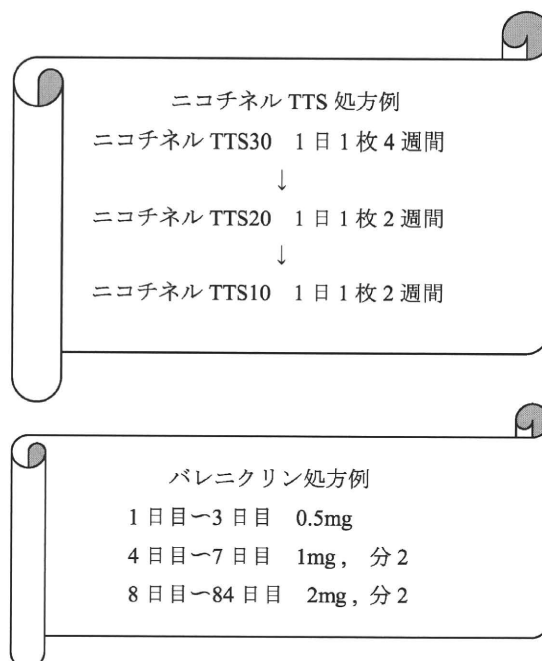 ニコチネル TTS 処方例
ニコチネル TTS30 1日1枚4週間
↓
ニコチネル TTS20 1日1枚2週間
↓
ニコチネル TTS10 1日1枚2週間
バレニクリン処方例
1日目〜3日目 0.5mg
4日目〜7日目 1mg, 分2
8日目〜84日目 2mg, 分2